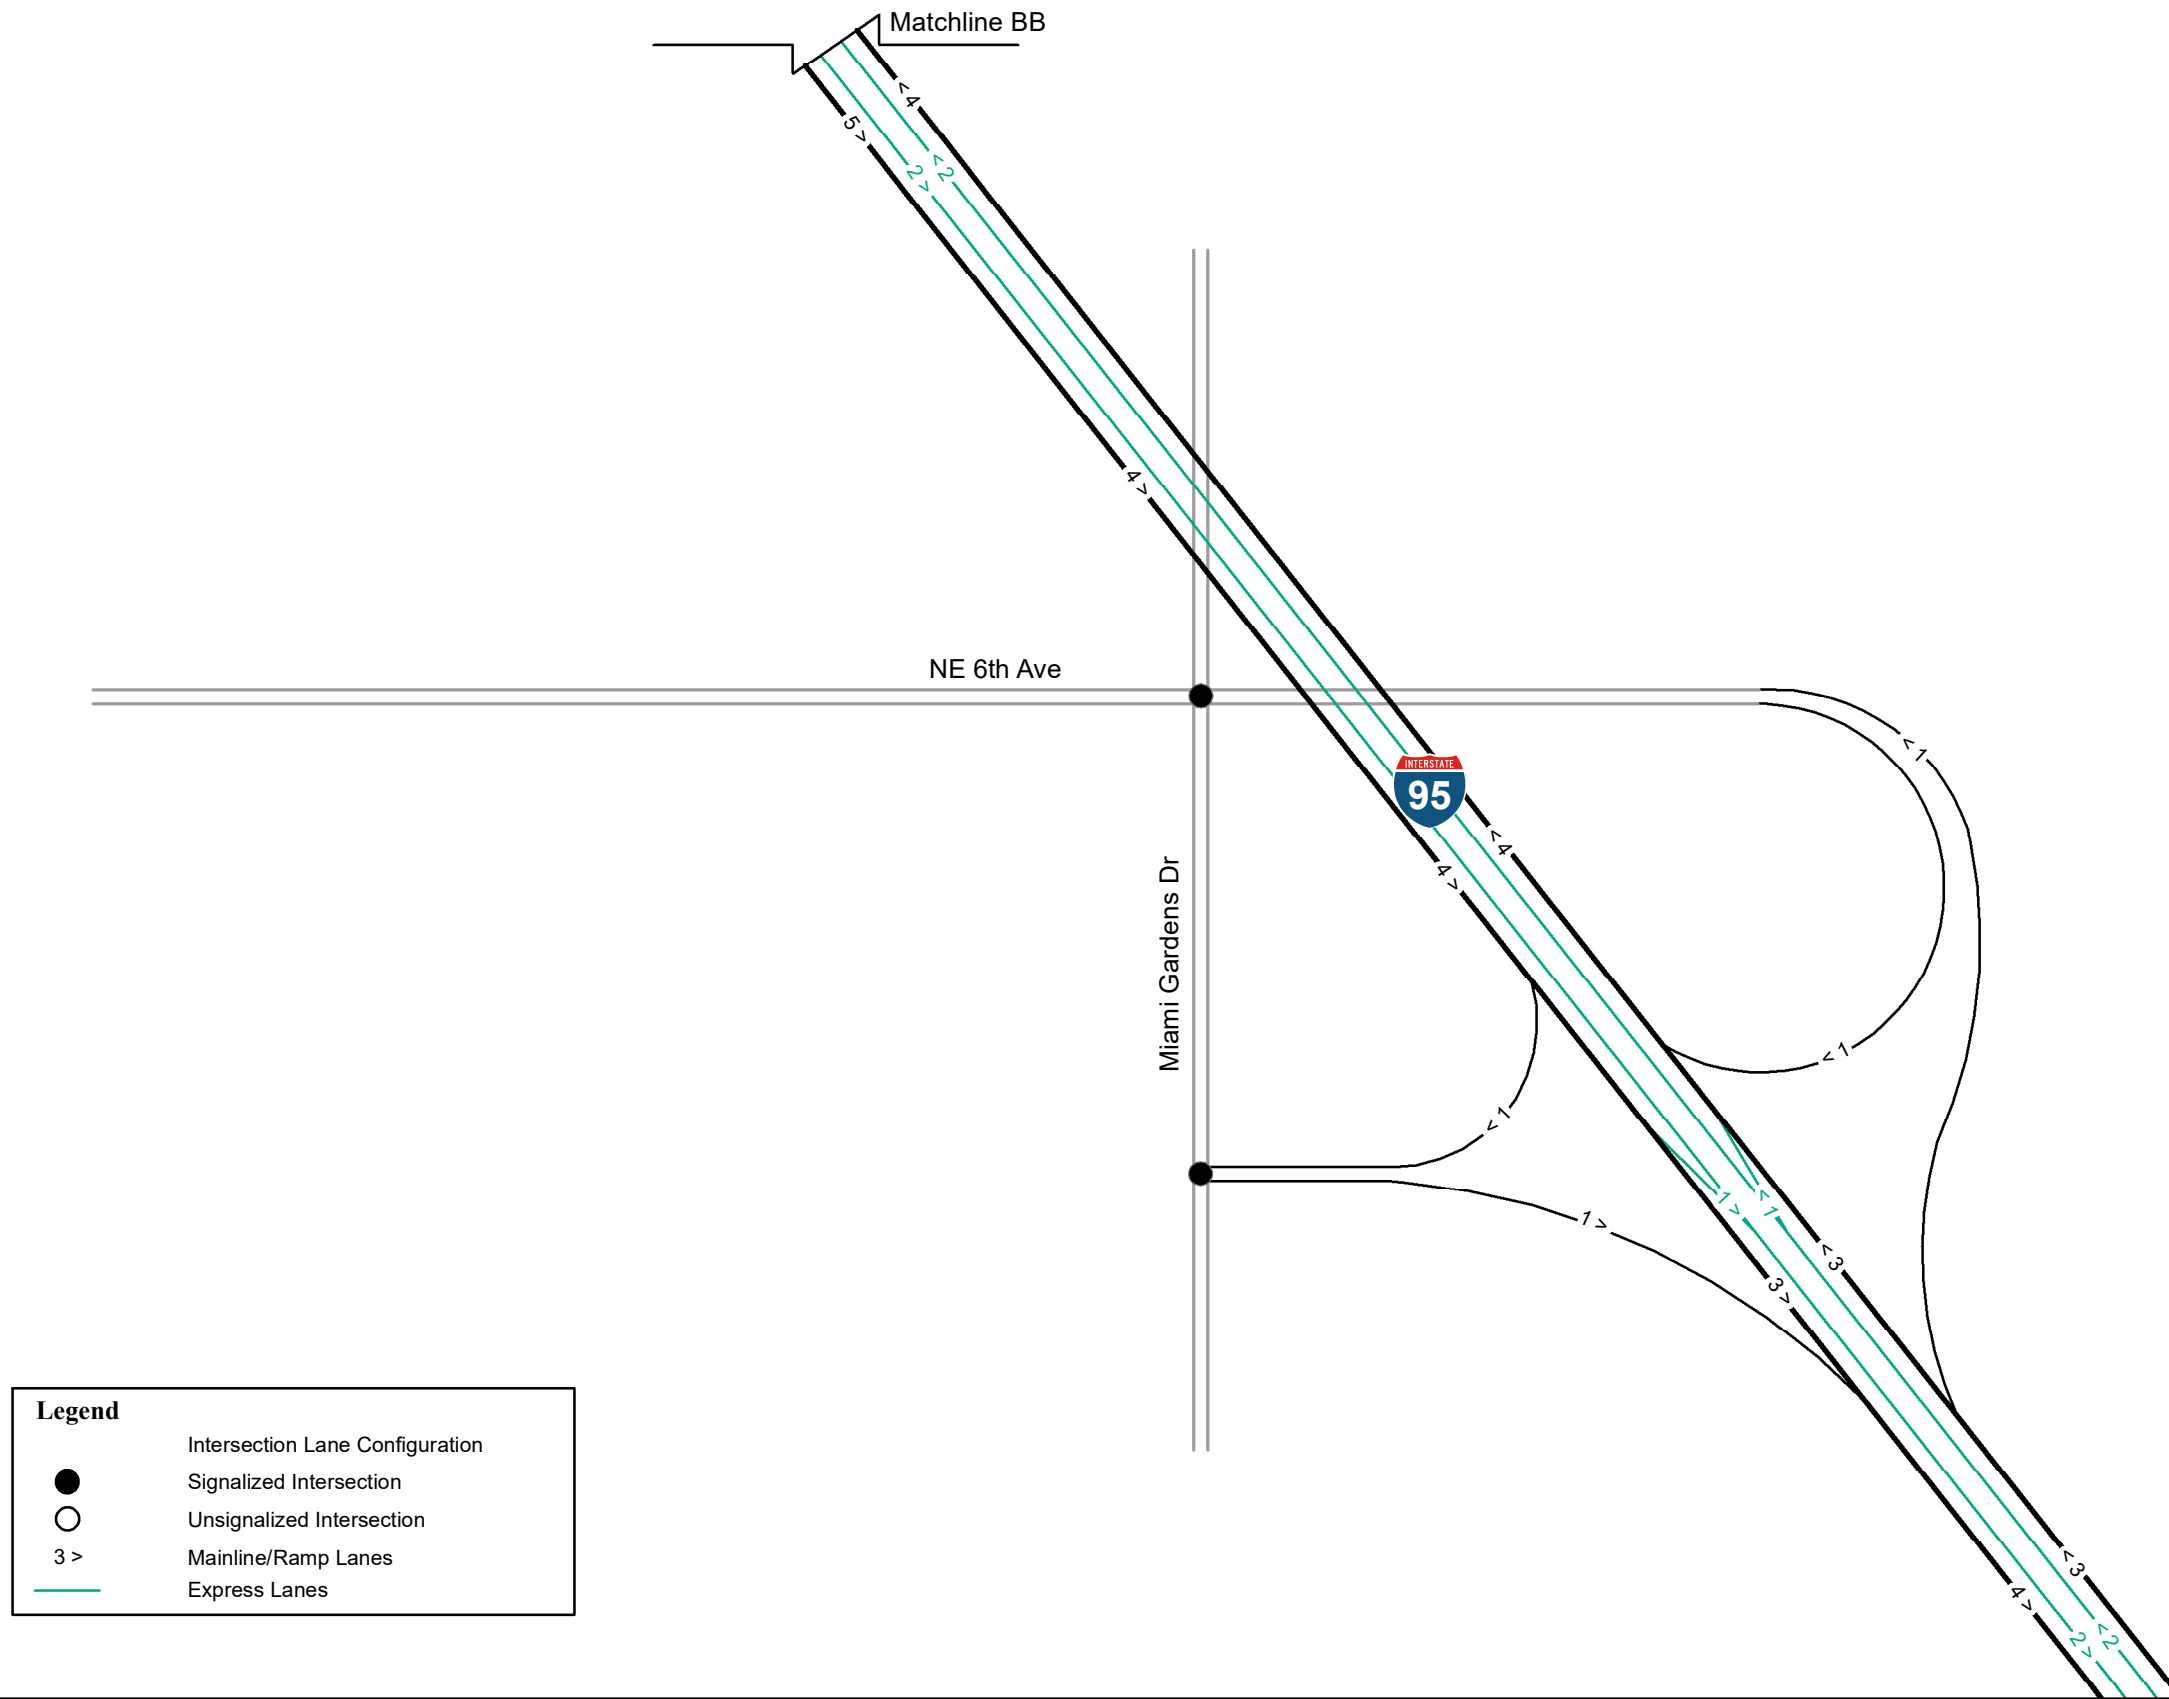 Matchline BB
< 4
5 >
< 2
2 >
4 >
NE 6th Ave
< 1
INTERSTATE
95
< 4
4 >
Miami Gardens Dr
< 1
< 1
1 >
< 1
1 >
< 3
3 >
Legend
Intersection Lane Configuration
Signalized Intersection
Unsignalized Intersection
3 > Mainline/Ramp Lanes
Express Lanes
< 3
4 >
< 2
2 >